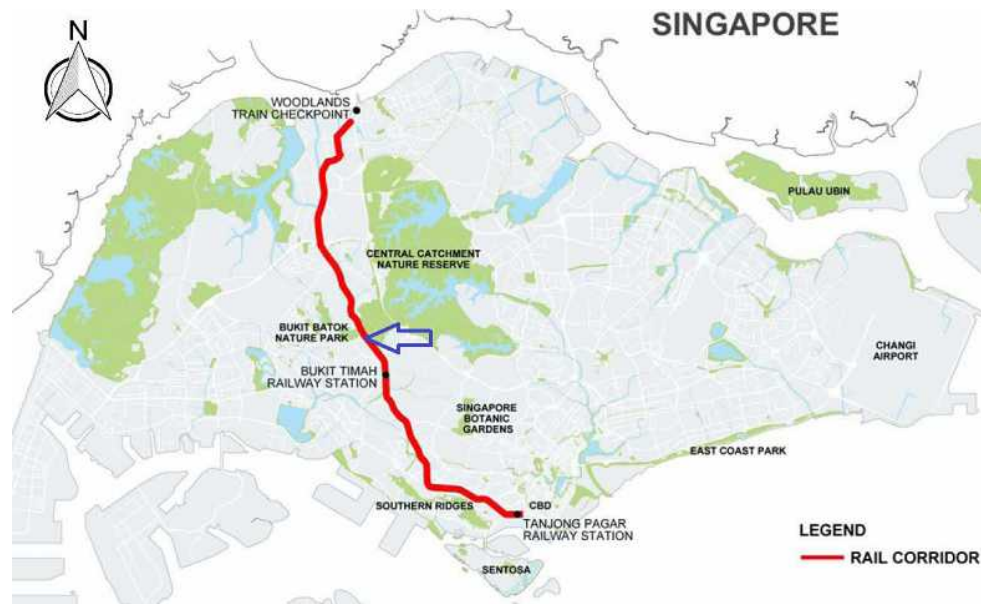 SINGAPORE
N
WOODLANDS
TRAIN CHECKPOINT
PULAU UBIN
CENTRAL CATCHMENT
NATURE RESERVE
BUKIT BATOK
NATURE PARK
CHANGI
AIRPORT
BUKIT TIMAH
RAILWAY STATION
SINGAPORE
BOTANIC
GARDENS
EAST COAST PARK
SOUTHERN RIDGES
CBD
TANJONG PAGAR
RAILWAY STATION
LEGEND
RAIL CORRIDOR
SENTOSA